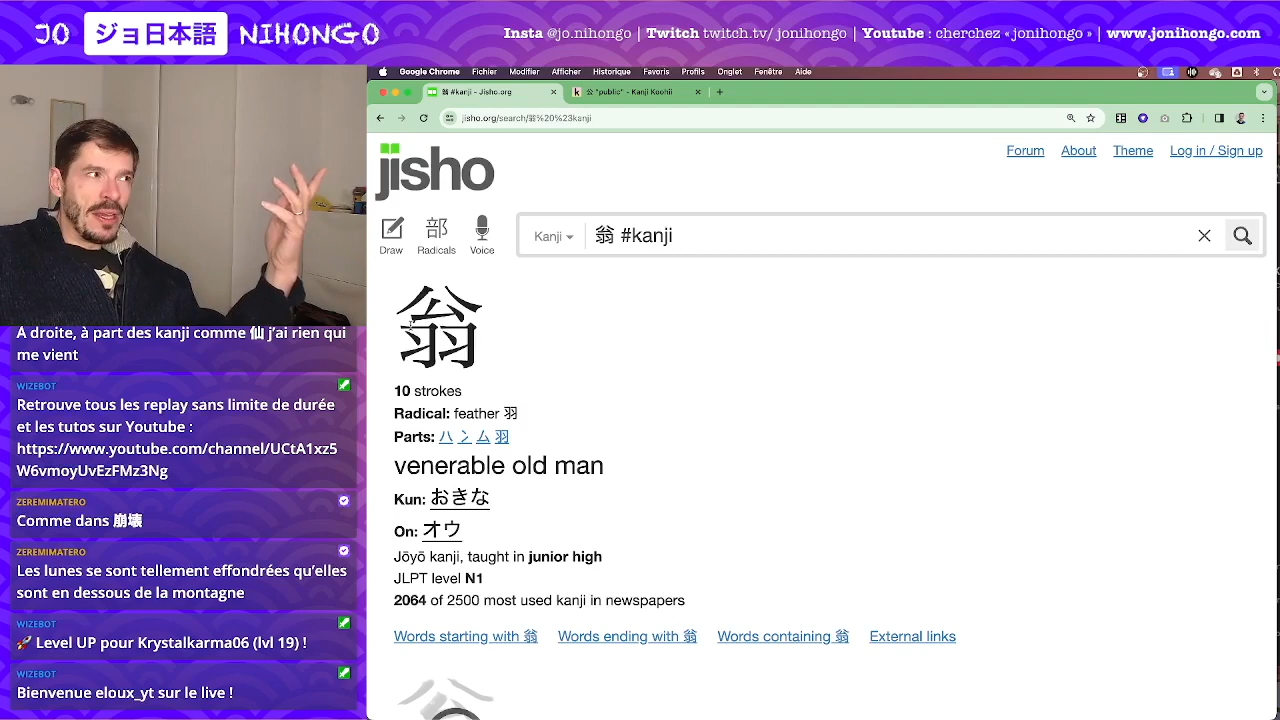 JO ジョ日本語 NIHONGO
Insta @jo.nihongo | Twitch twitch.tv/jonihongo | Youtube : cherchez « jonihongo » | www.jonihongo.com
Google Chrome Fichier Modifier Afficher Historique Favoris Profils Onglet Fenêtre Aide
翁 #kanji - Jisho.org
公 "public" - Kanji Koohii
jisho.org/search/翁%20%23kanji
Forum About Theme Log in / Sign up
jisho
Draw
部 Radicals
Voice
Kanji
翁 #kanji
翁
10 strokes
Radical: feather 羽
Parts: ハ 冫 ム 羽
venerable old man
Kun: おきな
On: オウ
Jōyō kanji, taught in junior high
JLPT level N1
2064 of 2500 most used kanji in newspapers
Words starting with 翁 Words ending with 翁 Words containing 翁 External links
A droite, à part des kanji comme 仙 j'ai rien qui
me vient
WIZEBOT
Retrouve tous les replay sans limite de durée
et les tutos sur Youtube :
https://www.youtube.com/channel/UCtA1xz5
W6vmoyUvEzFMz3Ng
ZEREMIMATERO
Comme dans 崩壊
ZEREMIMATERO
Les lunes se sont tellement effondrées qu'elles
sont en dessous de la montagne
WIZEBOT
🚀 Level UP pour Krystalkarma06 (lvl 19) !
WIZEBOT
Bienvenue eloux_yt sur le live !